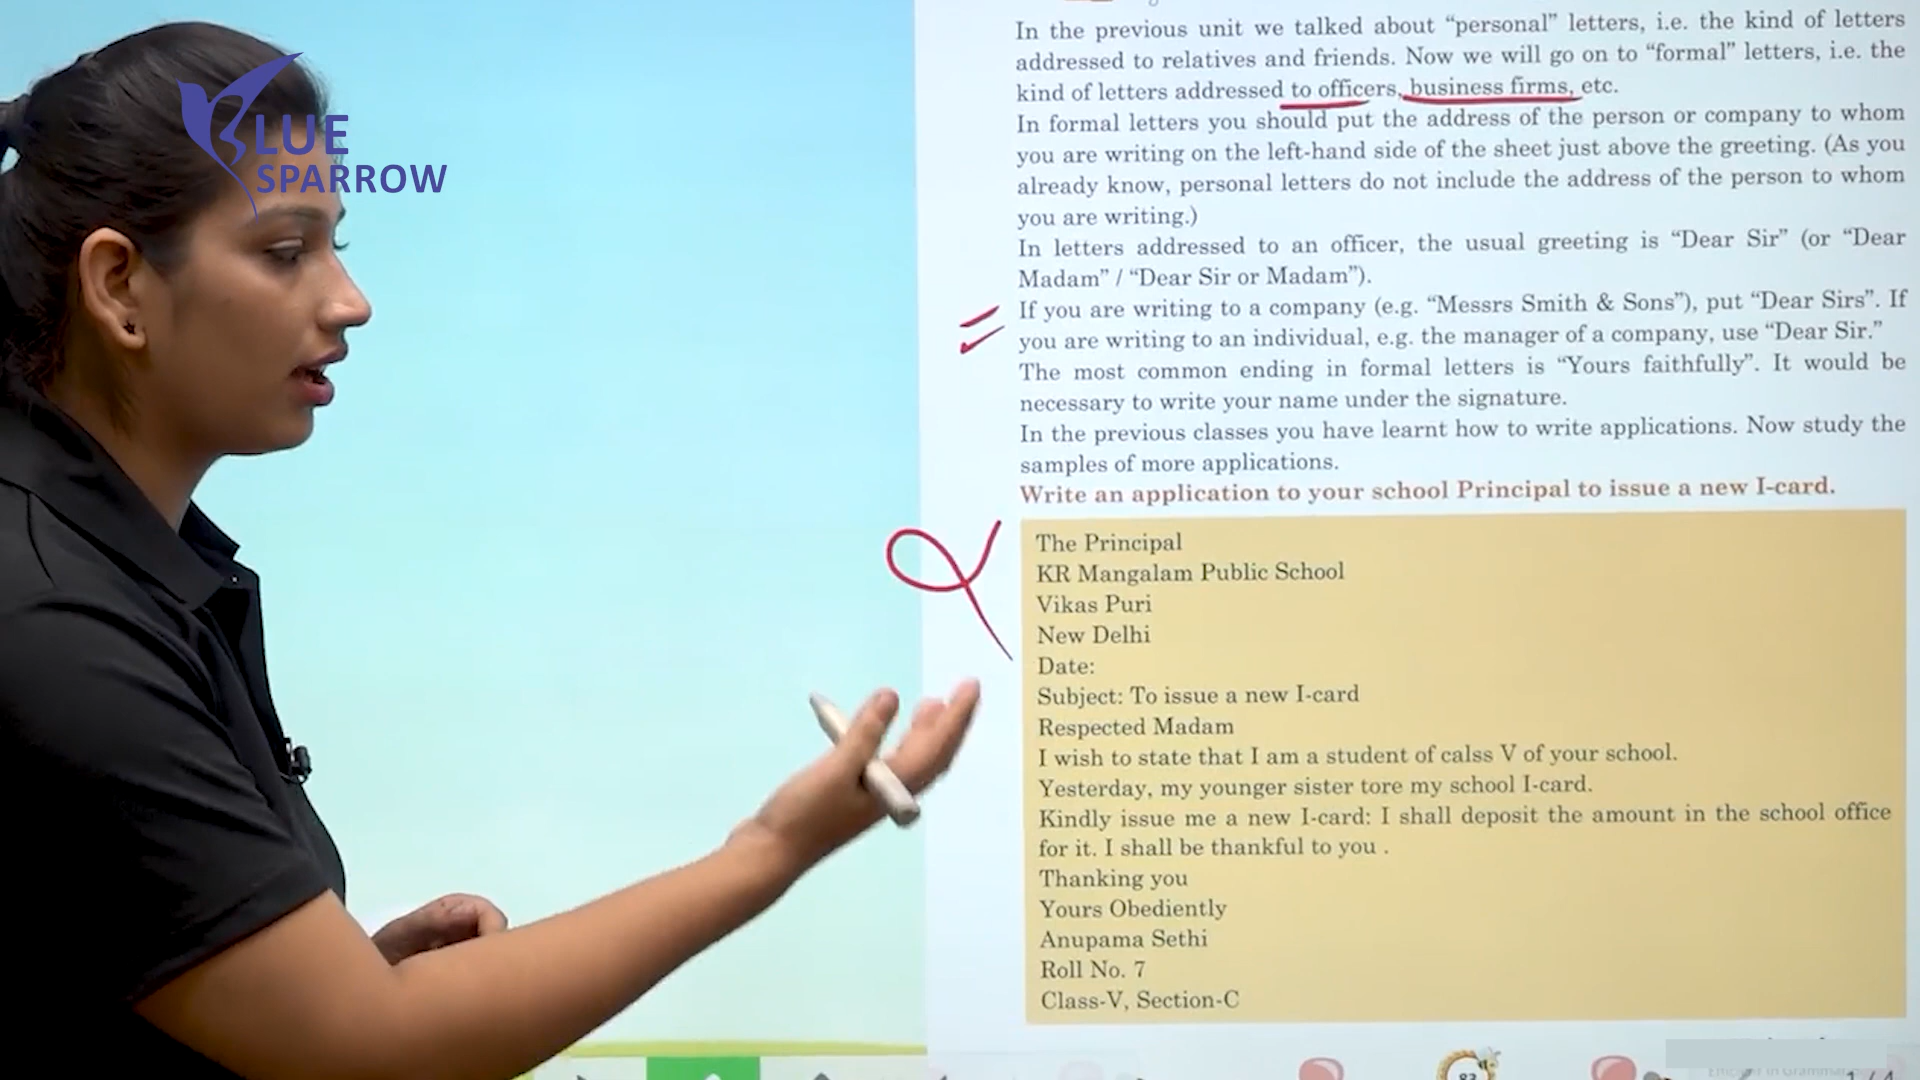 BLUE
SPARROW
In the previous unit we talked about “personal” letters, i.e. the kind of letters
addressed to relatives and friends. Now we will go on to “formal” letters, i.e. the
kind of letters addressed to officers, business firms, etc.
In formal letters you should put the address of the person or company to whom
you are writing on the left-hand side of the sheet just above the greeting. (As you
already know, personal letters do not include the address of the person to whom
you are writing.)
In letters addressed to an officer, the usual greeting is “Dear Sir” (or “Dear
Madam” / “Dear Sir or Madam”).
If you are writing to a company (e.g. “Messrs Smith & Sons”), put “Dear Sirs”. If
you are writing to an individual, e.g. the manager of a company, use “Dear Sir.”
The most common ending in formal letters is “Yours faithfully”. It would be
necessary to write your name under the signature.
In the previous classes you have learnt how to write applications. Now study the
samples of more applications.
Write an application to your school Principal to issue a new I-card.
The Principal
KR Mangalam Public School
Vikas Puri
New Delhi
Date:
Subject: To issue a new I-card
Respected Madam
I wish to state that I am a student of calss V of your school.
Yesterday, my younger sister tore my school I-card.
Kindly issue me a new I-card: I shall deposit the amount in the school office
for it. I shall be thankful to you .
Thanking you
Yours Obediently
Anupama Sethi
Roll No. 7
Class-V, Section-C